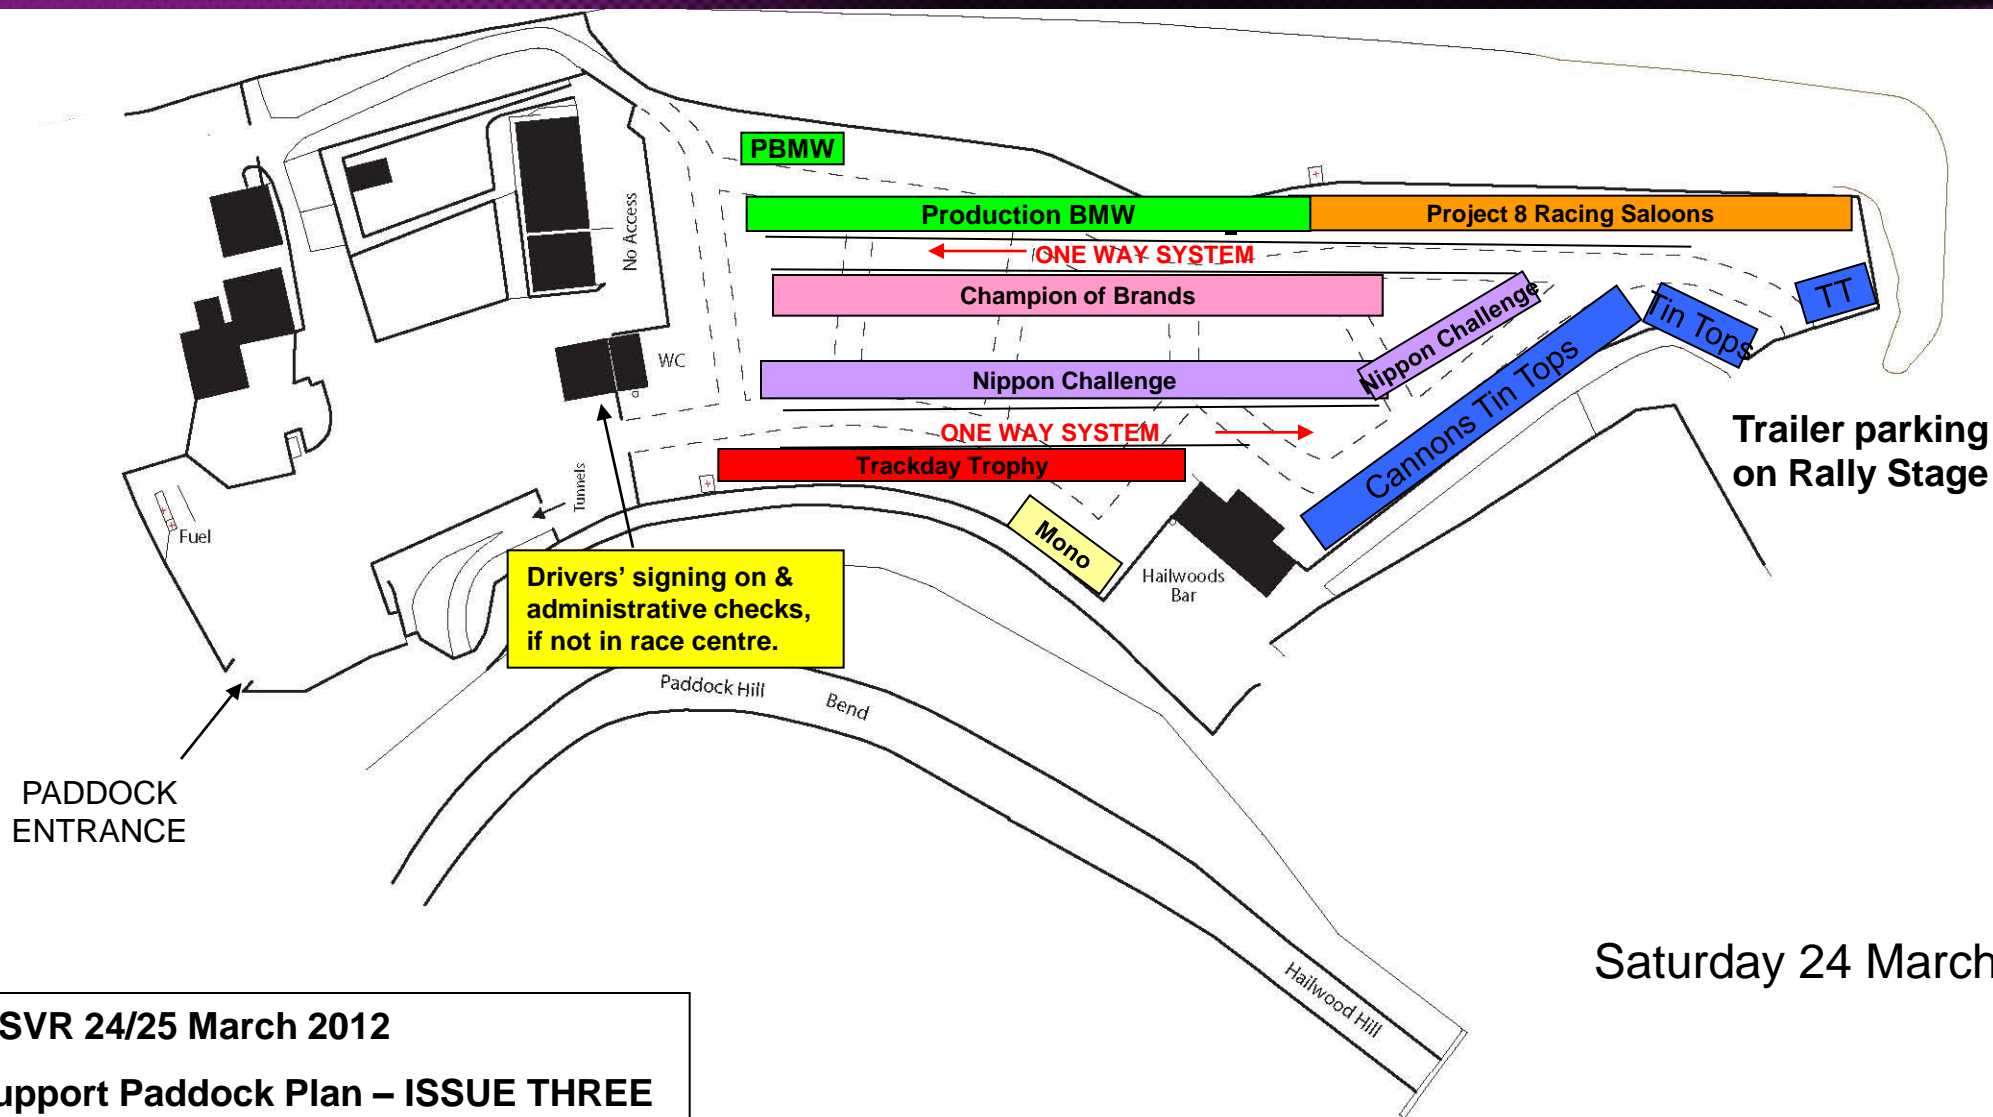 PBMW
No Access
Production BMW
Project 8 Racing Saloons
ONE WAY SYSTEM
Champion of Brands
Nippon Challenge
Tin Tops
TT
WC
Nippon Challenge
Cannons Tin Tops
ONE WAY SYSTEM
Trackday Trophy
Trailer parking
on Rally Stage
Tunnels
Fuel
Mono
Hailwoods
Bar
Drivers’ signing on &
administrative checks,
if not in race centre.
Paddock Hill Bend
PADDOCK
ENTRANCE
Hailwood Hill
Saturday 24 March
SVR 24/25 March 2012
upport Paddock Plan – ISSUE THREE